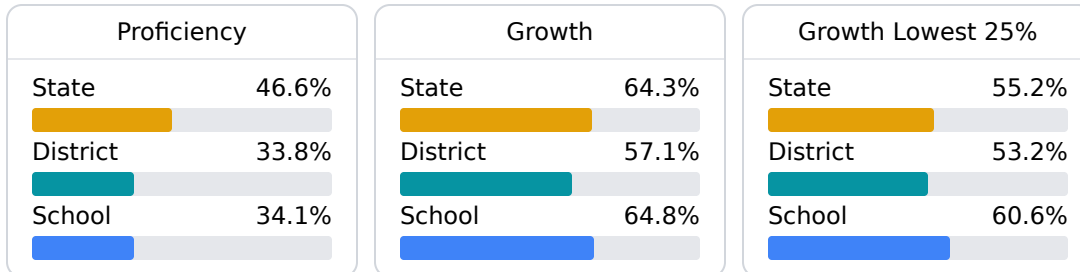 Proficiency
State 46.6%
District 33.8%
School 34.1%
Growth
State 64.3%
District 57.1%
School 64.8%
Growth Lowest 25%
State 55.2%
District 53.2%
School 60.6%